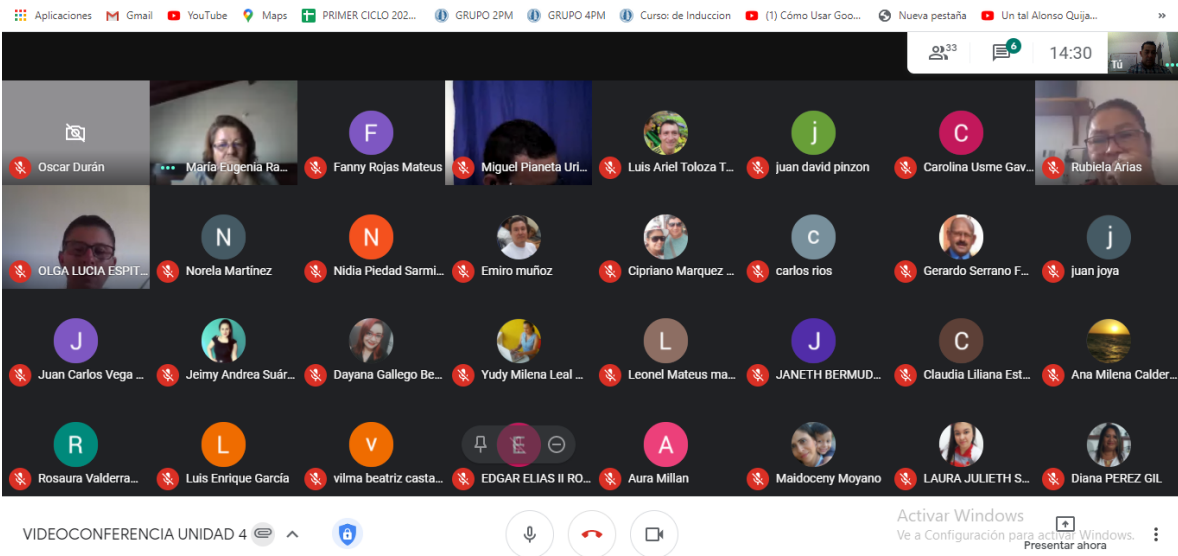 Aplicaciones Gmail YouTube Maps PRIMER CICLO 202... GRUPO 2PM GRUPO 4PM Curso: de Induccion (1) Cómo Usar Goo... Nueva pestaña Un tal Alonso Quija... »
33 6 14:30 Tú
Oscar Durán María Eugenia Ra... F Fanny Rojas Mateus Miguel Pianeta Uri... Luis Ariel Toloza T... j juan david pinzon C Carolina Usme Gav... Rubiela Arias
OLGA LUCIA ESPIT... N Norela Martínez N Nidia Piedad Sarmi... Emiro muñoz Cipriano Marquez ... c carlos rios Gerardo Serrano F... j juan joya
J Juan Carlos Vega ... Jeimy Andrea Suár... Dayana Gallego Be... Yudy Milena Leal ... L Leonel Mateus ma... J JANETH BERMUD... C Claudia Liliana Est... Ana Milena Calder...
R Rosaura Valderra... L Luis Enrique García v vilma beatriz casta... E EDGAR ELIAS II RO... A Aura Millan Maidoceny Moyano LAURA JULIETH S... Diana PEREZ GIL
VIDEOCONFERENCIA UNIDAD 4
Activar Windows
Ve a Configuración para activar Windows.
Presentar ahora